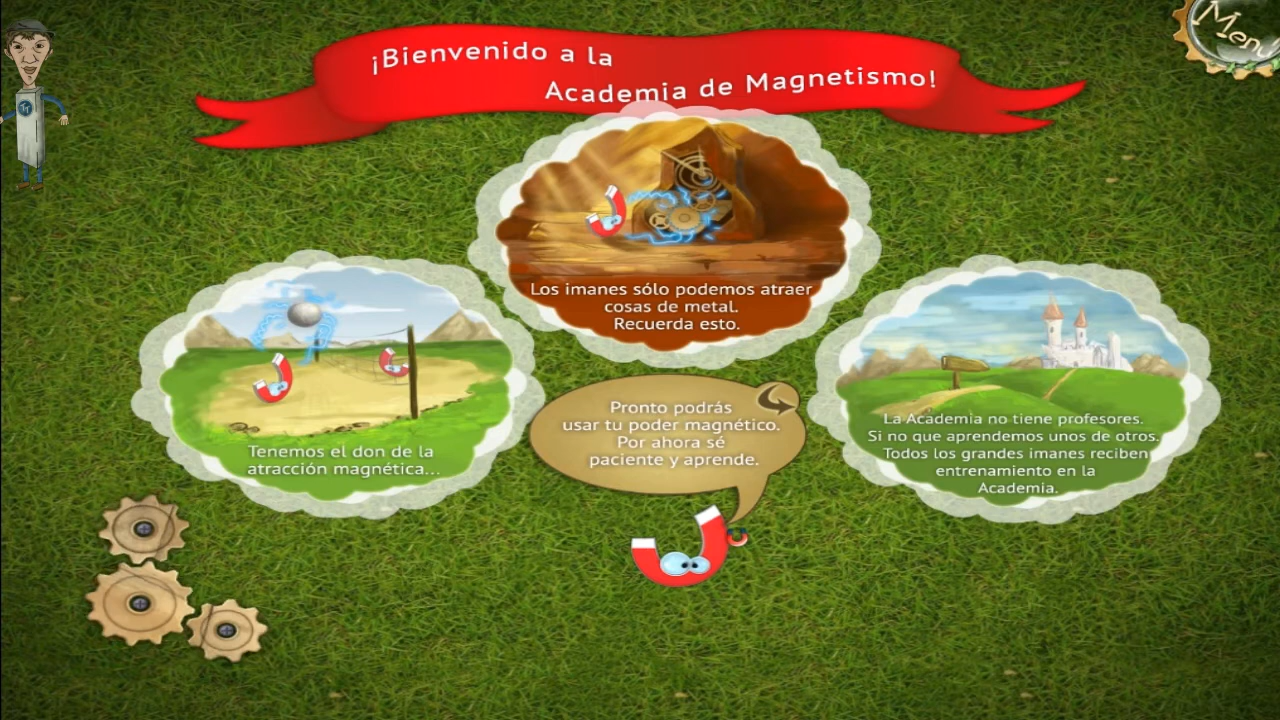 ¡Bienvenido a la
Academia de Magnetismo!
Menú
Los imanes sólo podemos atraer
cosas de metal.
Recuerda esto.
Tenemos el don de la
atracción magnética...
Pronto podrás
usar tu poder magnético.
Por ahora sé
paciente y aprende.
La Academia no tiene profesores.
Si no que aprendemos unos de otros.
Todos los grandes imanes reciben
entrenamiento en la
Academia.